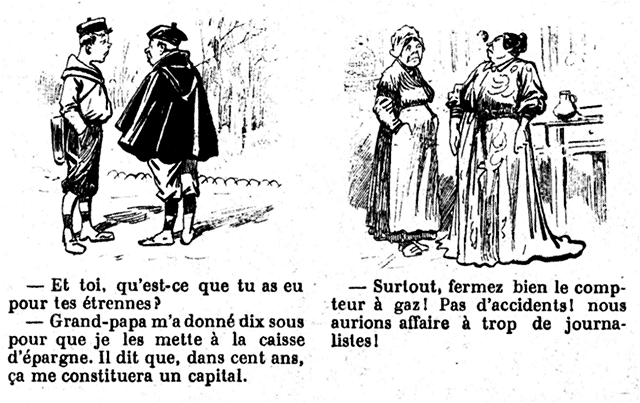 — Et toi, qu'est-ce que tu as eu
pour tes étrennes?
— Grand-papa m'a donné dix sous
pour que je les mette à la caisse
d'épargne. Il dit que, dans cent ans,
ça me constituera un capital.
— Surtout, fermez bien le comp-
teur à gaz! Pas d'accidents! nous
aurions affaire à trop de journa-
listes!